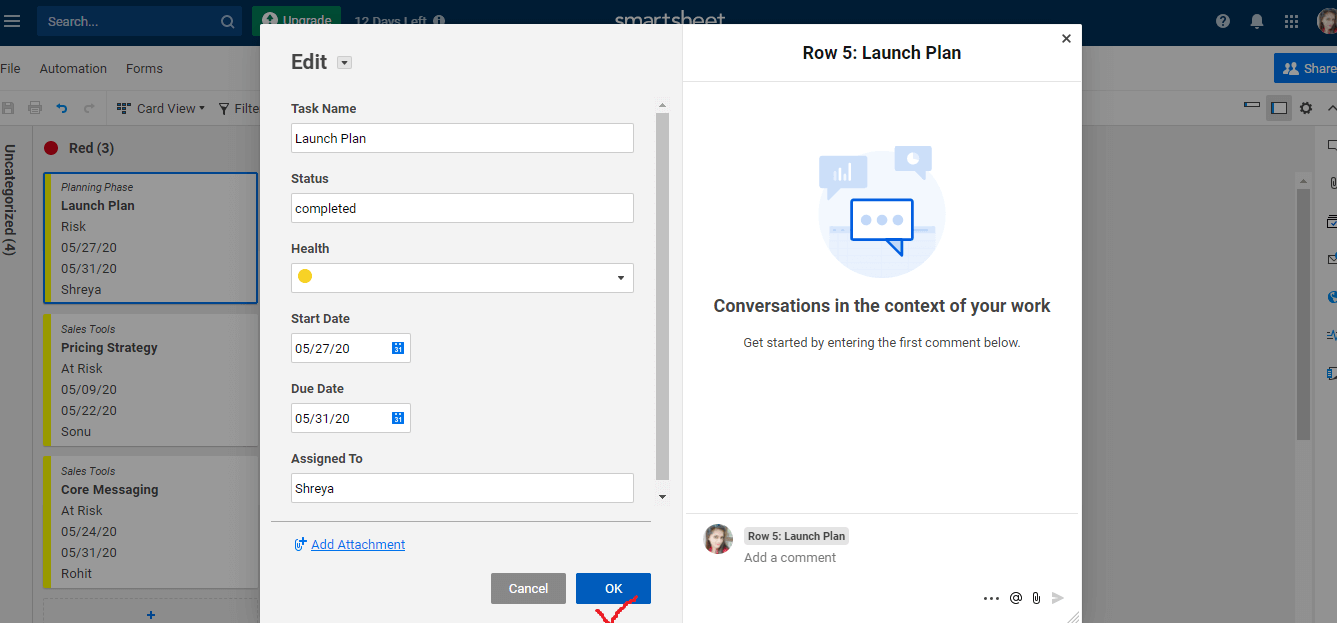 Search...
Upgrade
12 Days Left
smartsheet
File
Automation
Forms
Share
Card View
Filte
Uncategorized (4)
Red (3)
Planning Phase
Launch Plan
Risk
05/27/20
05/31/20
Shreya
Sales Tools
Pricing Strategy
At Risk
05/09/20
05/22/20
Sonu
Sales Tools
Core Messaging
At Risk
05/24/20
05/31/20
Rohit
Edit
Task Name
Launch Plan
Status
completed
Health
Start Date
05/27/20
31
Due Date
05/31/20
31
Assigned To
Shreya
Add Attachment
Cancel
OK
Row 5: Launch Plan
Conversations in the context of your work
Get started by entering the first comment below.
Row 5: Launch Plan
Add a comment
@